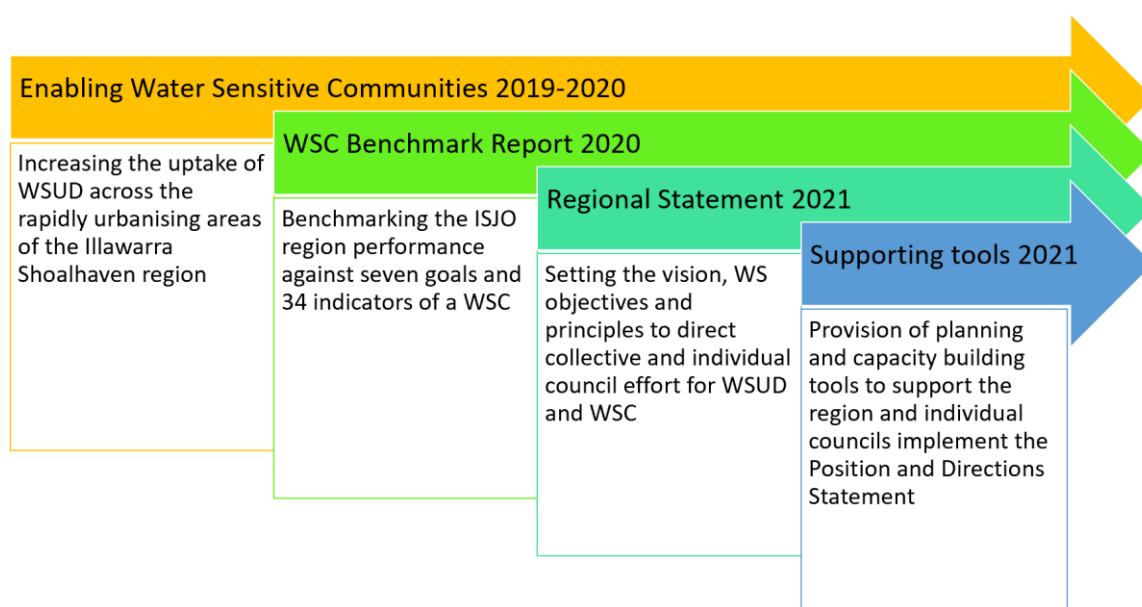 Enabling Water Sensitive Communities 2019-2020
Increasing the uptake of
WSUD across the
rapidly urbanising areas
of the Illawarra
Shoalhaven region
WSC Benchmark Report 2020
Benchmarking the ISJO
region performance
against seven goals and
34 indicators of a WSC
Regional Statement 2021
Setting the vision, WS
objectives and
principles to direct
collective and individual
council effort for WSUD
and WSC
Supporting tools 2021
Provision of planning
and capacity building
tools to support the
region and individual
councils implement the
Position and Directions
Statement